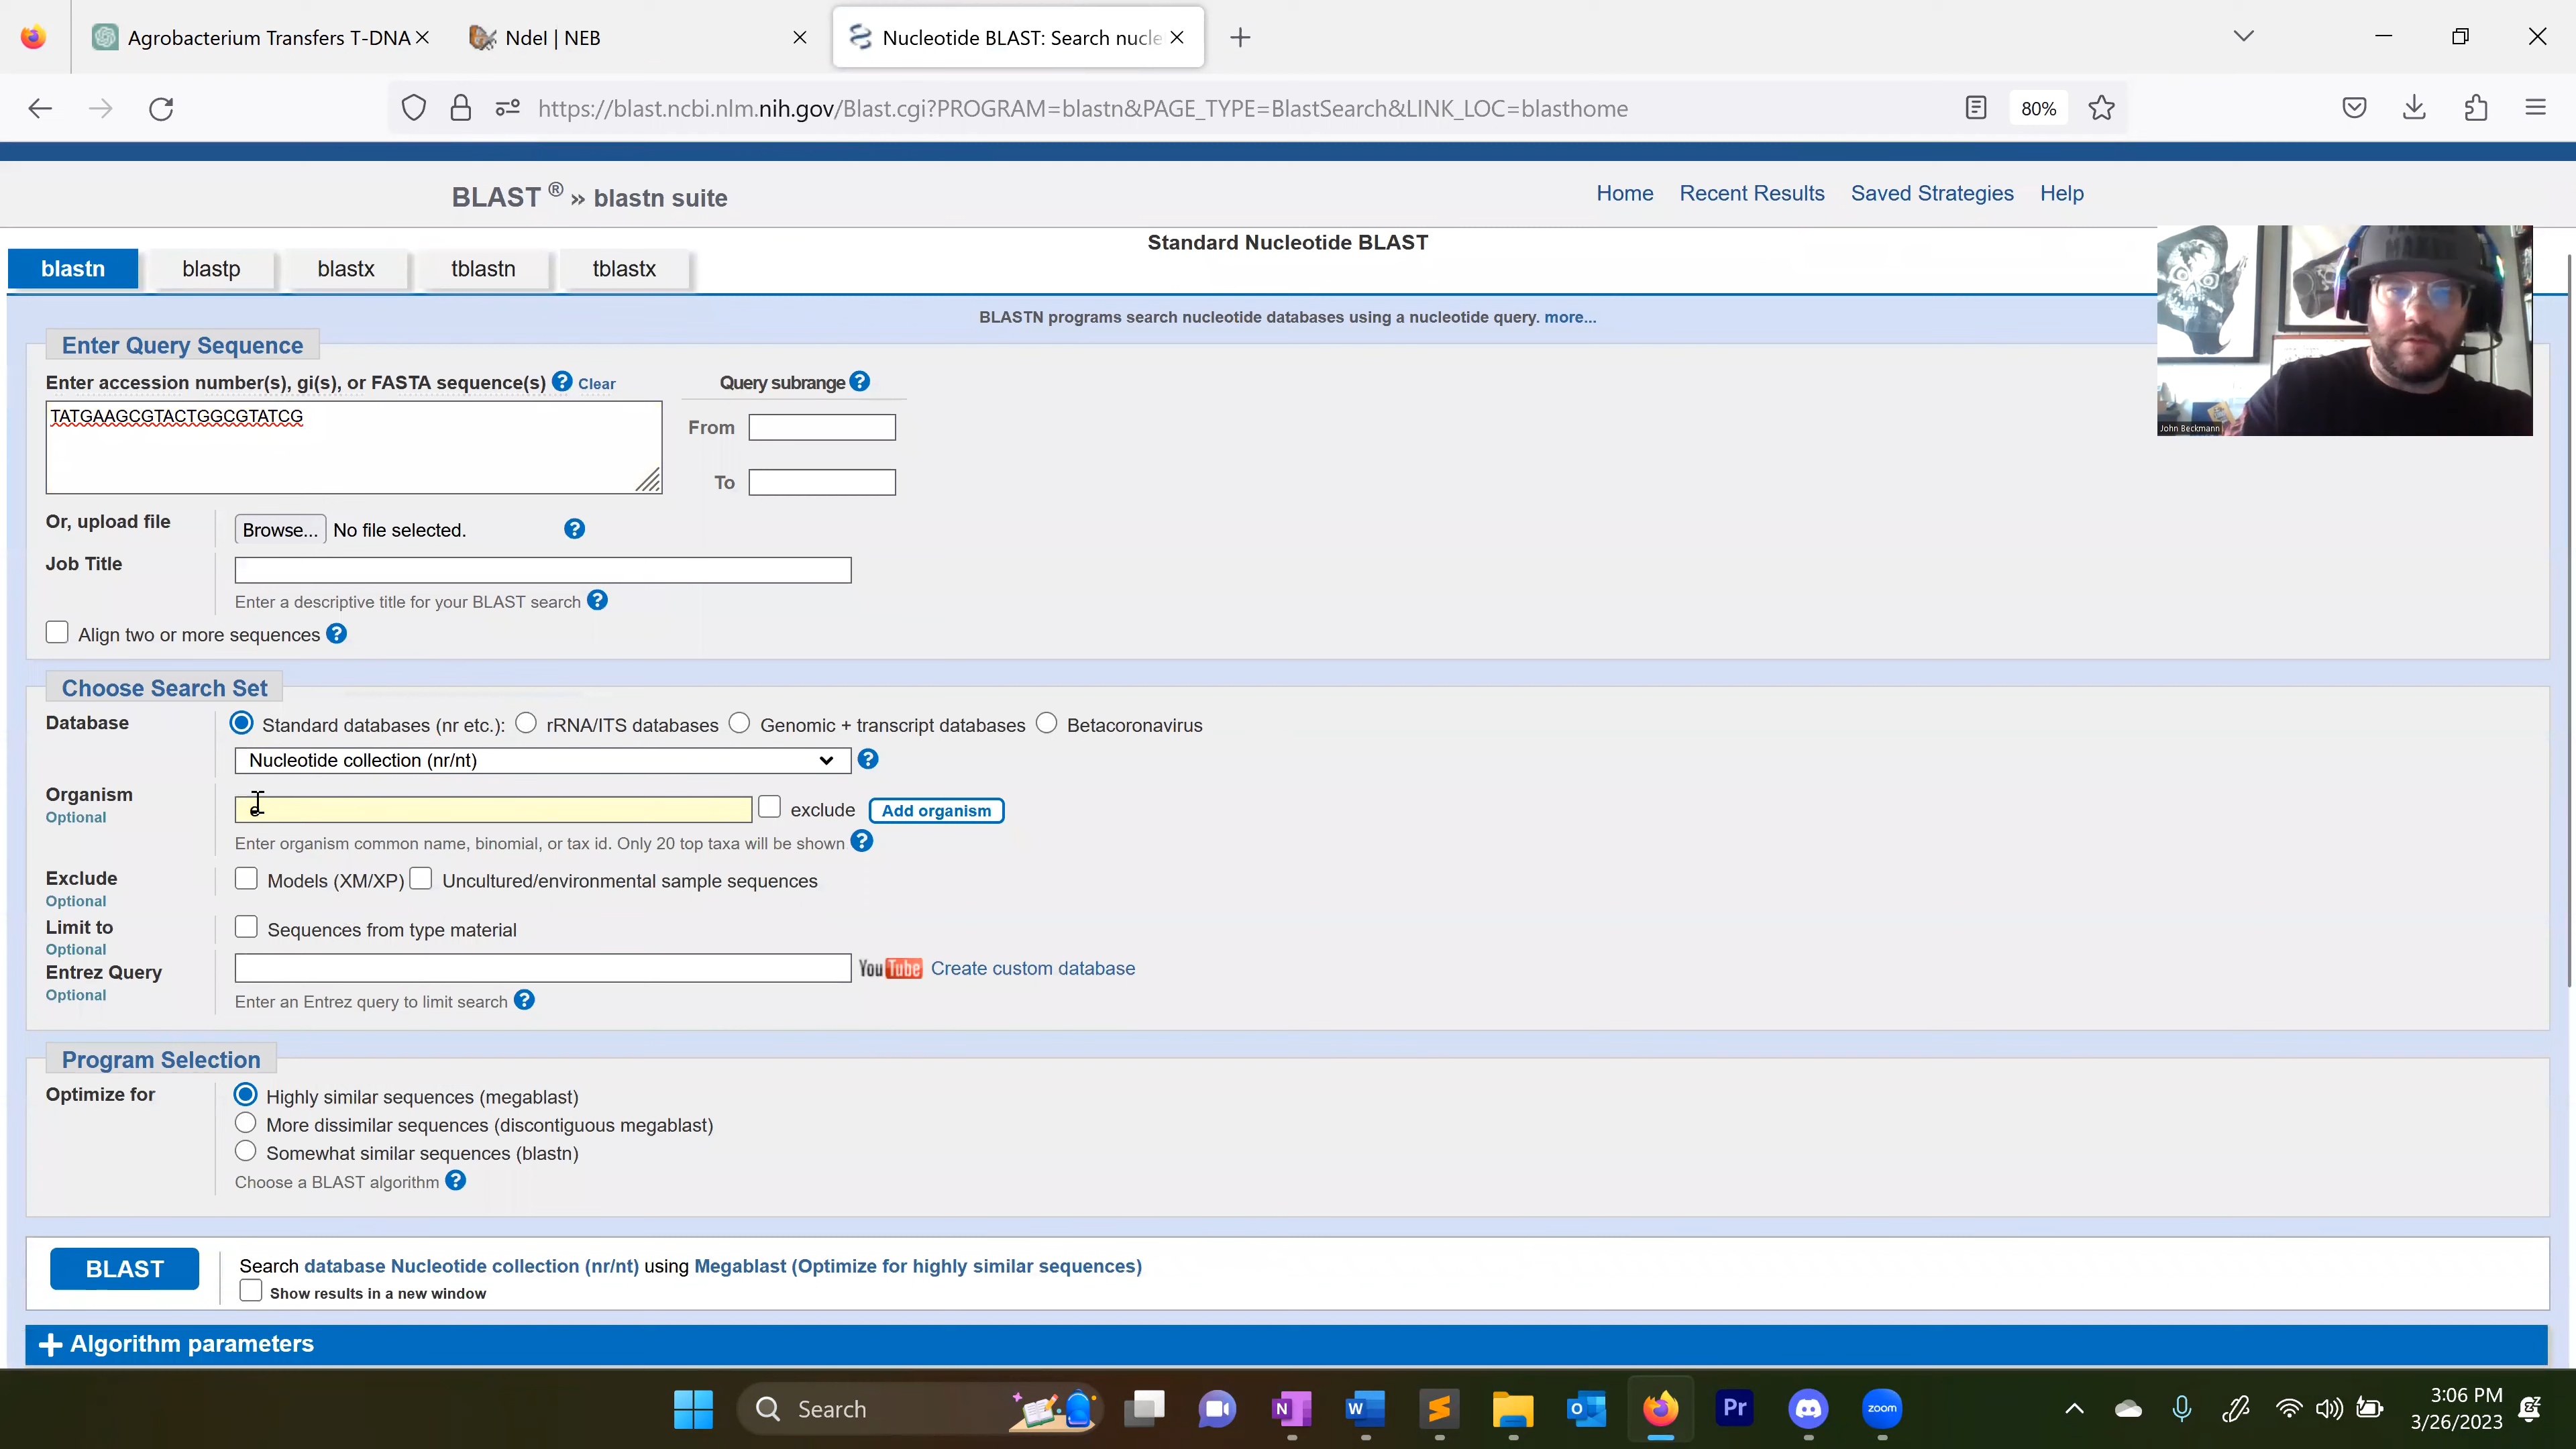 Agrobacterium Transfers T-DNA
NdeI | NEB
Nucleotide BLAST: Search nucle
https://blast.ncbi.nlm.nih.gov/Blast.cgi?PROGRAM=blastn&PAGE_TYPE=BlastSearch&LINK_LOC=blasthome
80%
BLAST ® » blastn suite
Home Recent Results Saved Strategies Help
Standard Nucleotide BLAST
blastn blastp blastx tblastn tblastx
BLASTN programs search nucleotide databases using a nucleotide query. more...
Enter Query Sequence
Enter accession number(s), gi(s), or FASTA sequence(s) ? Clear
Query subrange ?
TATGAAGCGTACTGGCGTATCG
From
To
Or, upload file
Browse... No file selected. ?
Job Title
Enter a descriptive title for your BLAST search ?
Align two or more sequences ?
John Beckmann
Choose Search Set
Database
Standard databases (nr etc.): rRNA/ITS databases Genomic + transcript databases Betacoronavirus
Nucleotide collection (nr/nt) ?
Organism
Optional
e
exclude Add organism
Enter organism common name, binomial, or tax id. Only 20 top taxa will be shown ?
Exclude
Optional
Models (XM/XP) Uncultured/environmental sample sequences
Limit to
Optional
Sequences from type material
Entrez Query
Optional
YouTube Create custom database
Enter an Entrez query to limit search ?
Program Selection
Optimize for
Highly similar sequences (megablast)
More dissimilar sequences (discontiguous megablast)
Somewhat similar sequences (blastn)
Choose a BLAST algorithm ?
BLAST
Search database Nucleotide collection (nr/nt) using Megablast (Optimize for highly similar sequences)
Show results in a new window
+ Algorithm parameters
Search
N
W
O
Pr
zoom
3:06 PM
3/26/2023